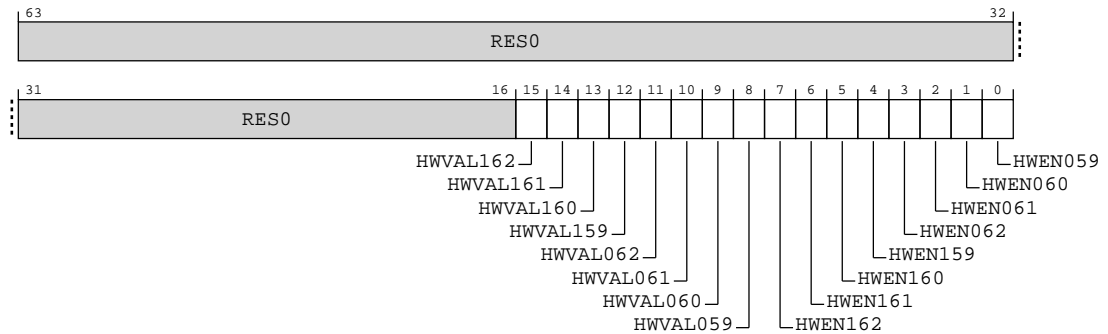 63 32
RES0
31 16 15 14 13 12 11 10 9 8 7 6 5 4 3 2 1 0
RES0
HWVAL162 HWEN059
HWVAL161 HWEN060
HWVAL160 HWEN061
HWVAL159 HWEN062
HWVAL062 HWEN159
HWVAL061 HWEN160
HWVAL060 HWEN161
HWVAL059 HWEN162